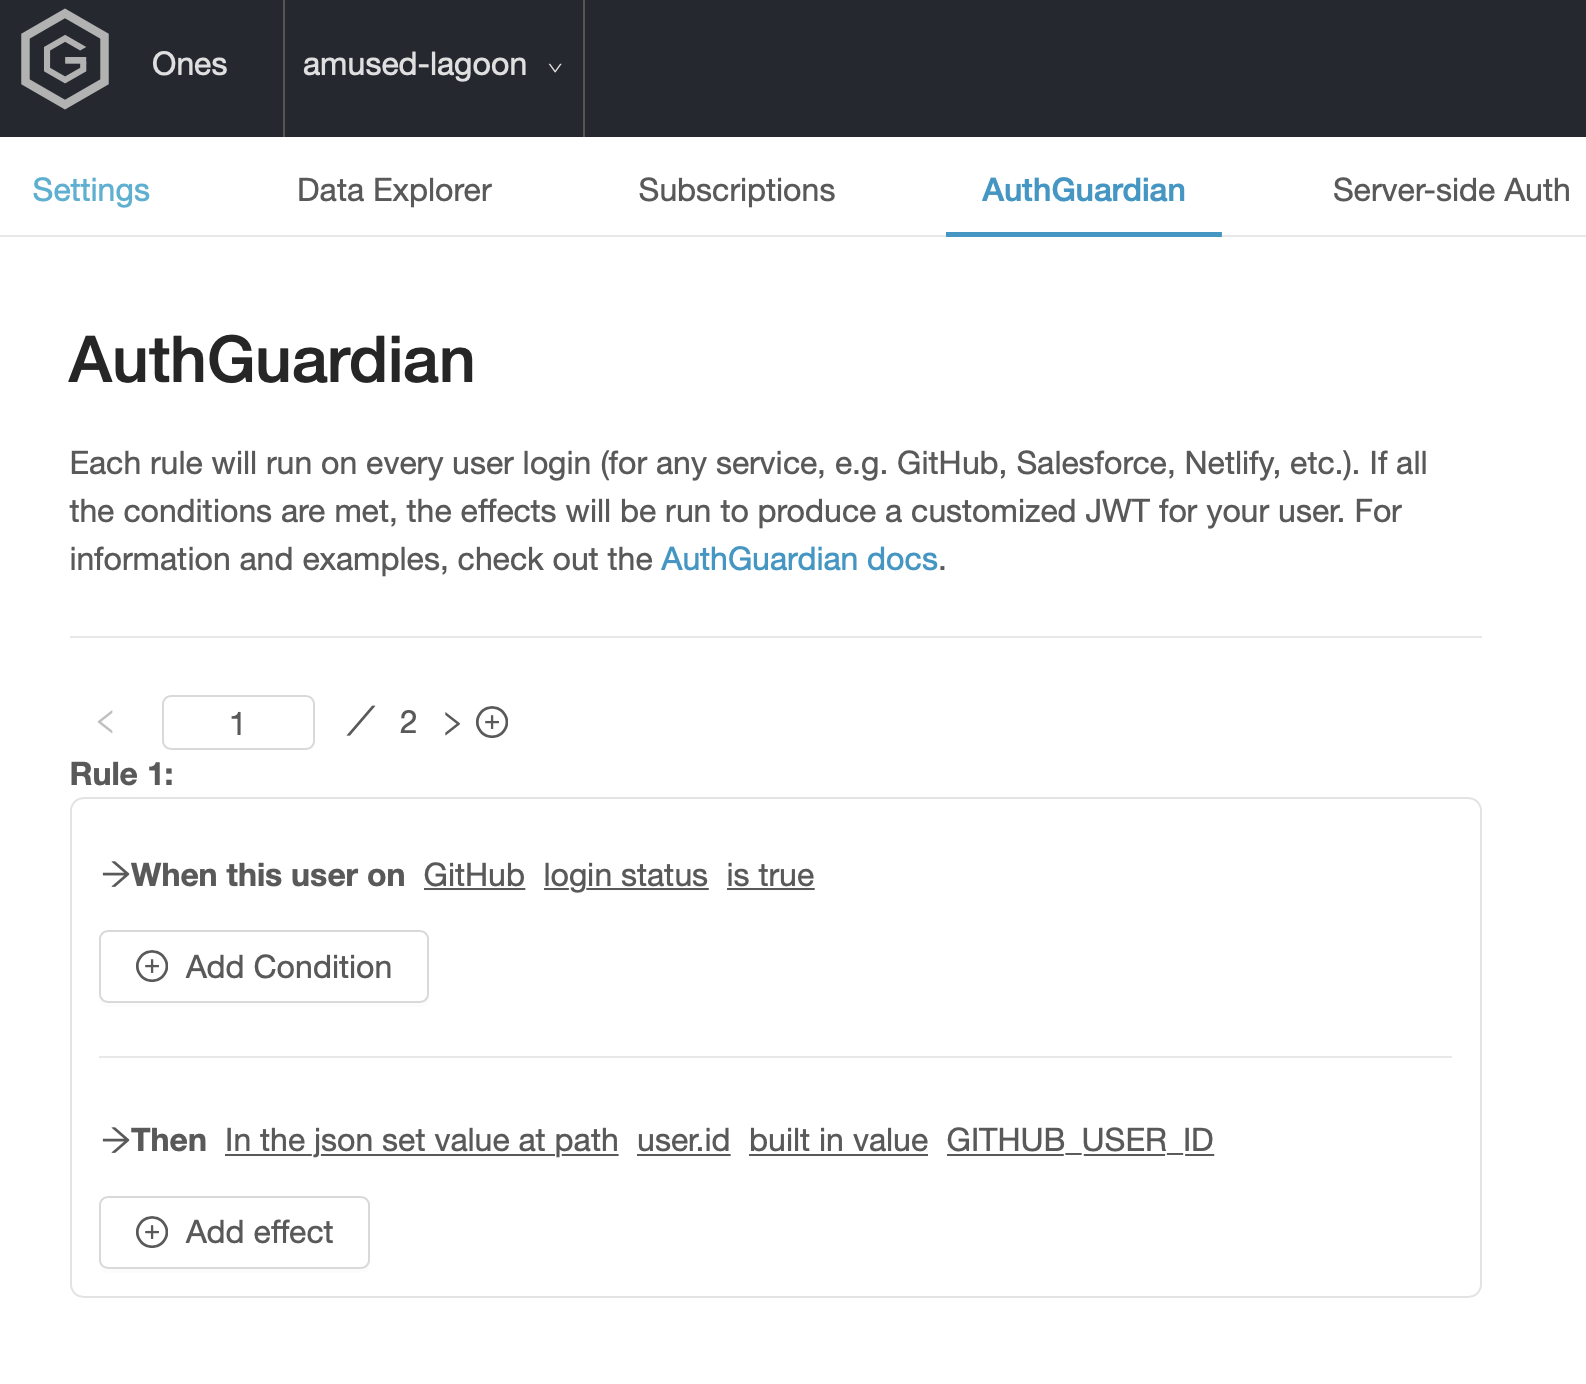 Ones
amused-lagoon
Settings
Data Explorer
Subscriptions
AuthGuardian
Server-side Auth
AuthGuardian
Each rule will run on every user login (for any service, e.g. GitHub, Salesforce, Netlify, etc.). If all
the conditions are met, the effects will be run to produce a customized JWT for your user. For
information and examples, check out the AuthGuardian docs.
1 / 2
Rule 1:
When this user on GitHub login status is true
Add Condition
Then In the json set value at path user.id built in value GITHUB_USER_ID
Add effect